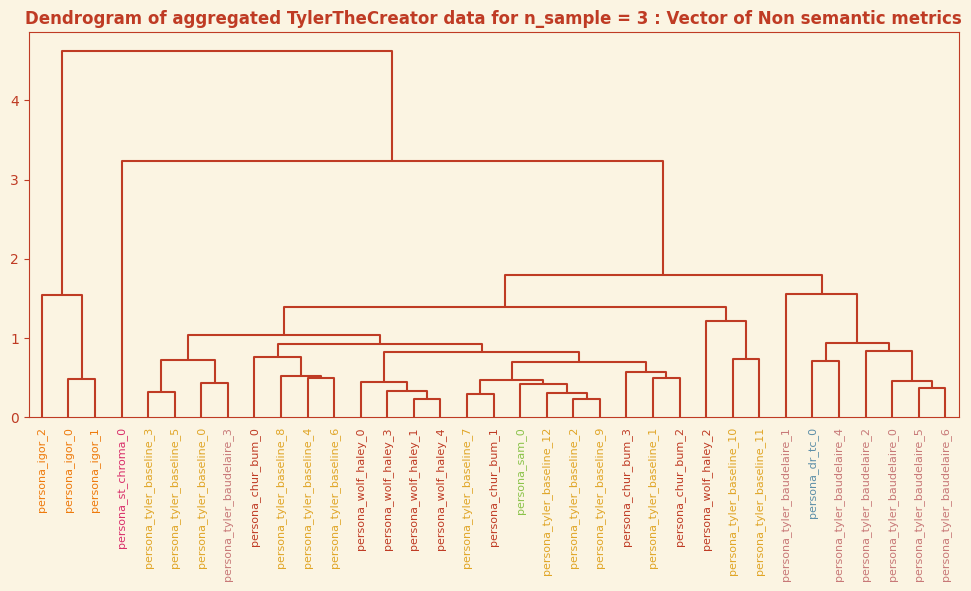 Dendrogram of aggregated TylerTheCreator data for n_sample = 3 : Vector of Non semantic metrics
4
3
2
1
0
persona_igor_2
persona_igor_0
persona_igor_1
persona_st_chroma_0
persona_tyler_baseline_3
persona_tyler_baseline_5
persona_tyler_baseline_0
persona_tyler_baudelaire_3
persona_chur_bum_0
persona_tyler_baseline_8
persona_tyler_baseline_4
persona_tyler_baseline_6
persona_wolf_haley_0
persona_wolf_haley_3
persona_wolf_haley_1
persona_wolf_haley_4
persona_tyler_baseline_7
persona_chur_bum_1
persona_sam_0
persona_tyler_baseline_12
persona_tyler_baseline_2
persona_tyler_baseline_9
persona_chur_bum_3
persona_tyler_baseline_1
persona_chur_bum_2
persona_wolf_haley_2
persona_tyler_baseline_10
persona_tyler_baseline_11
persona_tyler_baudelaire_1
persona_dr_tc_0
persona_tyler_baudelaire_4
persona_tyler_baudelaire_2
persona_tyler_baudelaire_0
persona_tyler_baudelaire_5
persona_tyler_baudelaire_6